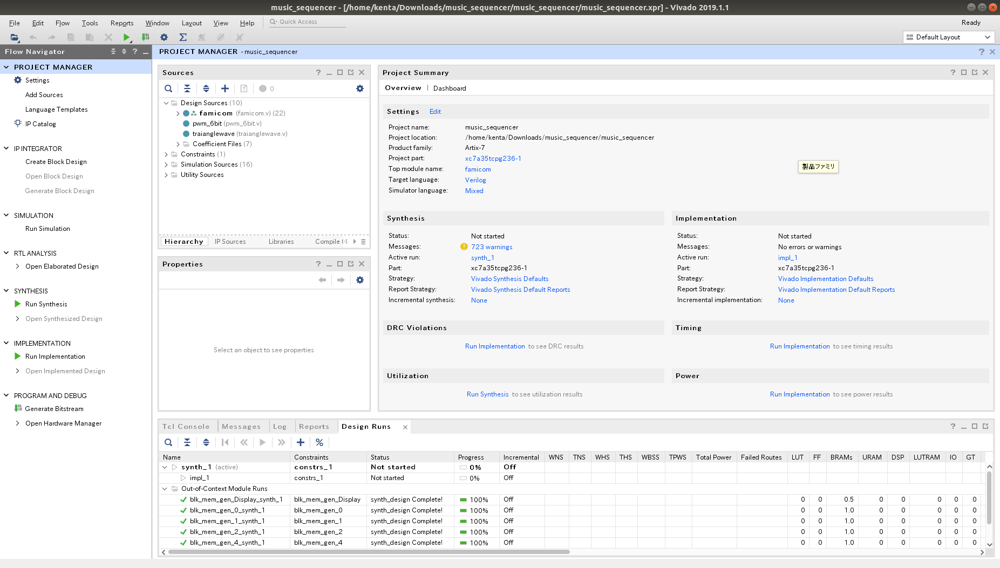 music_sequencer - [/home/kenta/Downloads/music_sequencer/music_sequencer/music_sequencer.xpr] - Vivado 2019.1.1
File Edit Flow Tools Reports Window Layout View Help Quick Access Ready
Default Layout
Flow Navigator
PROJECT MANAGER
Settings
Add Sources
Language Templates
IP Catalog
IP INTEGRATOR
Create Block Design
Open Block Design
Generate Block Design
SIMULATION
Run Simulation
RTL ANALYSIS
Open Elaborated Design
SYNTHESIS
Run Synthesis
Open Synthesized Design
IMPLEMENTATION
Run Implementation
Open Implemented Design
PROGRAM AND DEBUG
Generate Bitstream
Open Hardware Manager
PROJECT MANAGER - music_sequencer
Sources
0
Design Sources (10)
famicom (famicom.v) (22)
pwm_6bit (pwm_6bit.v)
traianglewave (traianglewave.v)
Coefficient Files (7)
Constraints (1)
Simulation Sources (16)
Utility Sources
Hierarchy IP Sources Libraries Compile
Properties
Select an object to see properties
Project Summary
Overview | Dashboard
Settings Edit
Project name: music_sequencer
Project location: /home/kenta/Downloads/music_sequencer/music_sequencer
Product family: Artix-7
Project part: xc7a35tcpg236-1
Top module name: famicom
Target language: Verilog
Simulator language: Mixed
製品ファミリ
Synthesis
Status: Not started
Messages: 723 warnings
Active run: synth_1
Part: xc7a35tcpg236-1
Strategy: Vivado Synthesis Defaults
Report Strategy: Vivado Synthesis Default Reports
Incremental synthesis: None
Implementation
Status: Not started
Messages: No errors or warnings
Active run: impl_1
Part: xc7a35tcpg236-1
Strategy: Vivado Implementation Defaults
Report Strategy: Vivado Implementation Default Reports
Incremental implementation: None
DRC Violations
Run Implementation to see DRC results
Timing
Run Implementation to see timing results
Utilization
Run Synthesis to see utilization results
Power
Run Implementation to see power results
Tcl Console Messages Log Reports Design Runs
Name Constraints Status Progress Incremental WNS TNS WHS THS WBSS TPWS Total Power Failed Routes LUT FF BRAMs URAM DSP LUTRAM IO GT
synth_1 (active) constrs_1 Not started 0% Off
impl_1 constrs_1 Not started 0% Off
Out-of-Context Module Runs
blk_mem_gen_Display_synth_1 blk_mem_gen_Display synth_design Complete! 100% Off 0 0 0.5 0 0 0 0 0
blk_mem_gen_0_synth_1 blk_mem_gen_0 synth_design Complete! 100% Off 0 0 1.0 0 0 0 0 0
blk_mem_gen_1_synth_1 blk_mem_gen_1 synth_design Complete! 100% Off 0 0 1.0 0 0 0 0 0
blk_mem_gen_2_synth_1 blk_mem_gen_2 synth_design Complete! 100% Off 0 0 1.0 0 0 0 0 0
blk_mem_gen_4_synth_1 blk_mem_gen_4 synth_design Complete! 100% Off 0 0 1.0 0 0 0 0 0